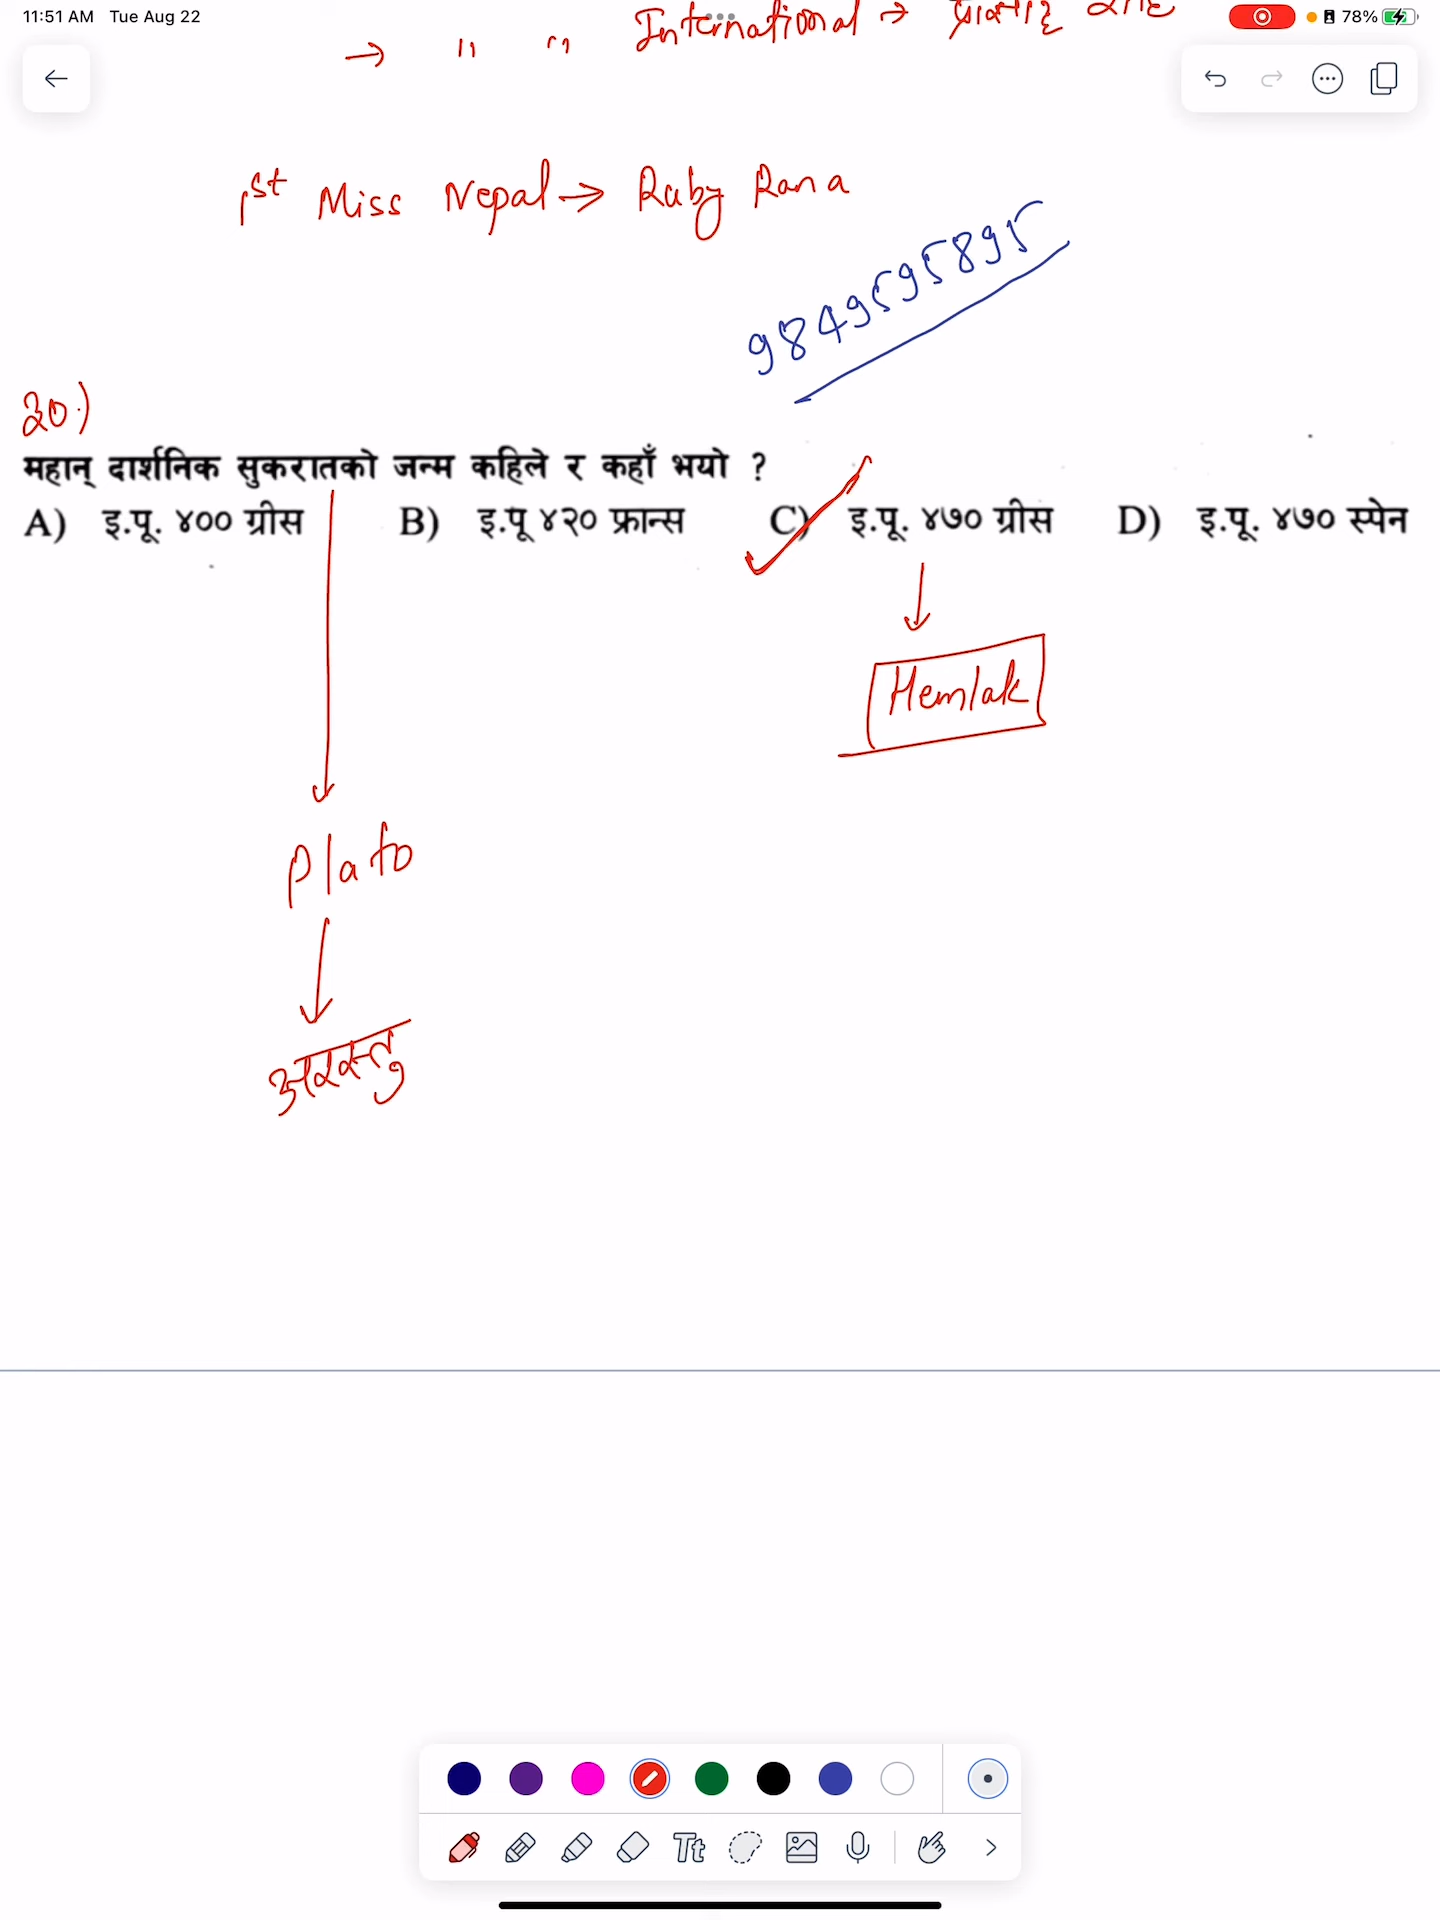 11:51 AM Tue Aug 22
78%
→ " " International →
1st Miss Nepal → Ruby Rana
9849595895
20.)
महान् दार्शनिक सुकरातको जन्म कहिले र कहाँ भयो ?
A) इ.पू. ४०० ग्रीस B) इ.पू ४२० फ्रान्स C) इ.पू. ४७० ग्रीस D) इ.पू. ४७० स्पेन
Hemlak
Plato
अरस्तु
Tt